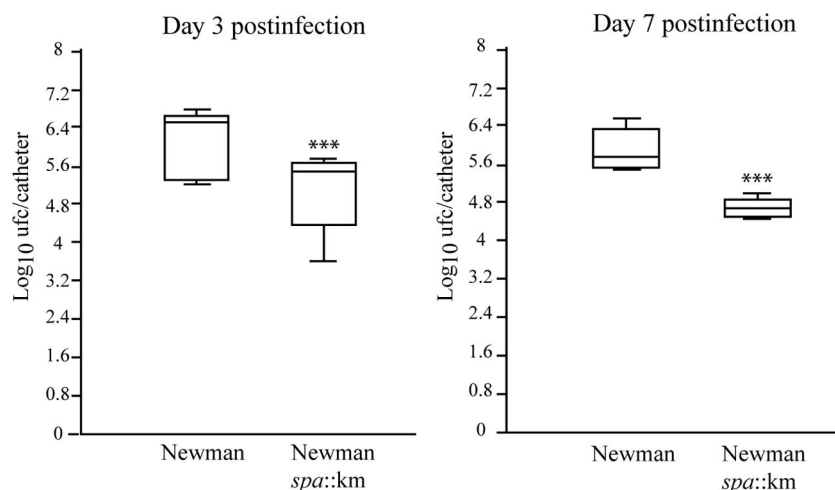 Day 3 postinfection
8
7.2
6.4
5.6
4.8
4
3.2
2.4
1.6
0.8
0
Log10 ufc/catheter
***
Newman
Newman
spa::km
Day 7 postinfection
8
7.2
6.4
5.6
4.8
4
3.2
2.4
1.6
0.8
0
Log10 ufc/catheter
***
Newman
Newman
spa::km